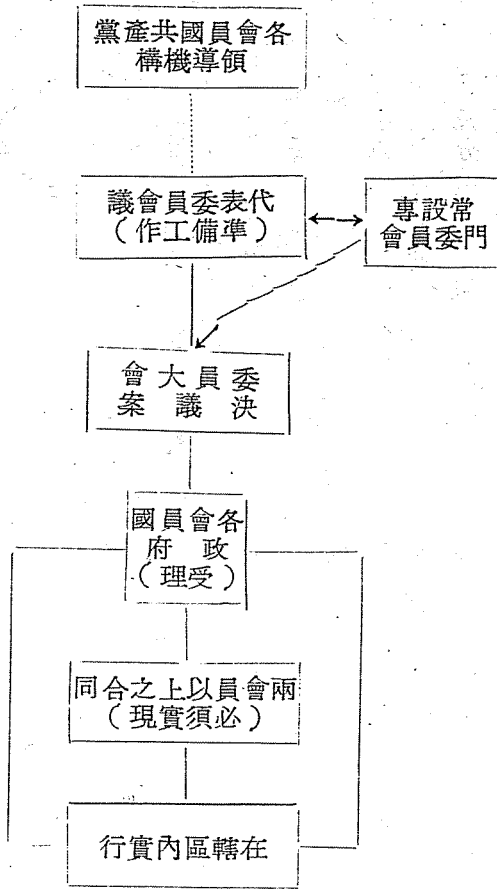 各會員國共產黨
領導機構
代表委員會議
(準備工作)
常設專
門委員會
委員大會
決議案
各會員國
政府
(受理)
兩會員以上之合同
(必須實現)
在轄區內實行